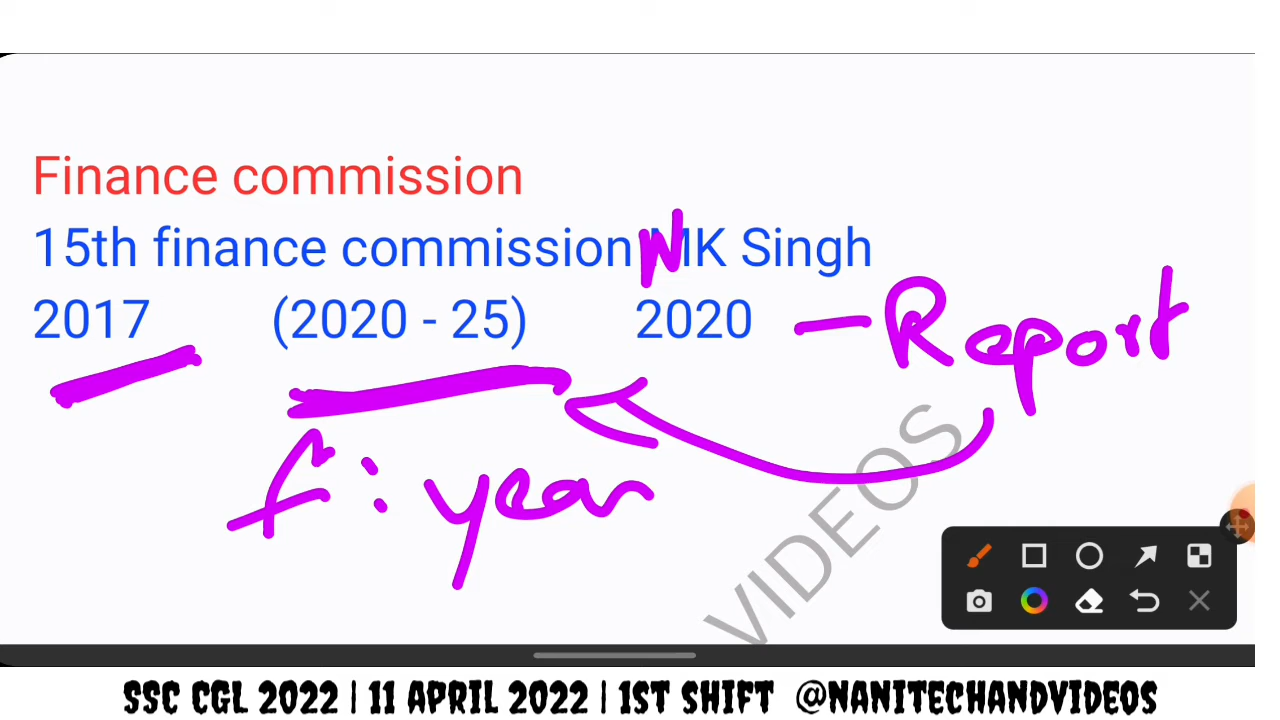 Finance commission
15th finance commission NK Singh
2017 (2020 - 25) 2020 - Report
f: year
VIDEOS
SSC CGL 2022 | 11 APRIL 2022 | 1ST SHIFT @NANITECHANDVIDEOS